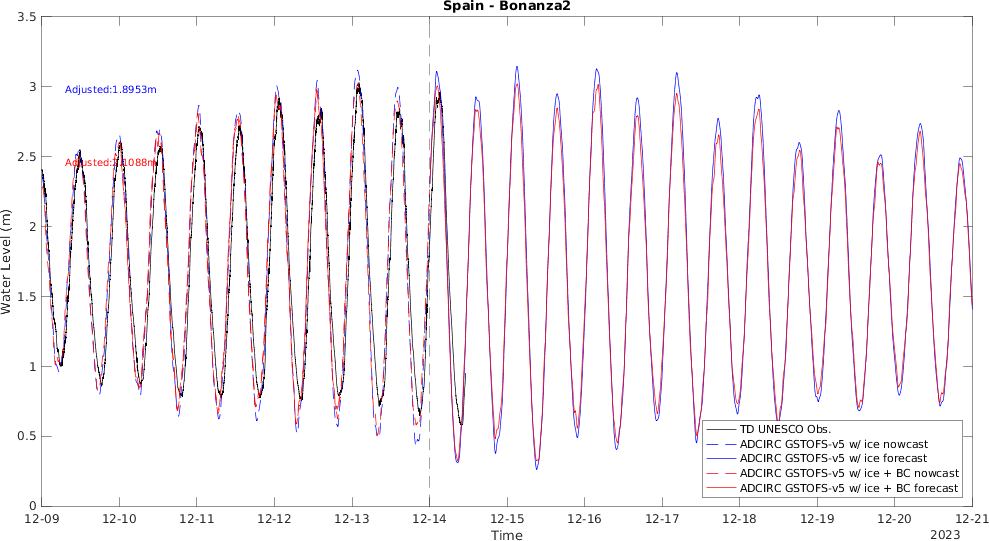 Spain - Bonanza2
3.5
3
2.5
2
1.5
1
0.5
0
Water Level (m)
Adjusted:1.8953m
Adjusted:2.1088m
TD UNESCO Obs.
ADCIRC GSTOFS-v5 w/ ice nowcast
ADCIRC GSTOFS-v5 w/ ice forecast
ADCIRC GSTOFS-v5 w/ ice + BC nowcast
ADCIRC GSTOFS-v5 w/ ice + BC forecast
12-09 12-10 12-11 12-12 12-13 12-14 12-15 12-16 12-17 12-18 12-19 12-20 12-21
Time
2023